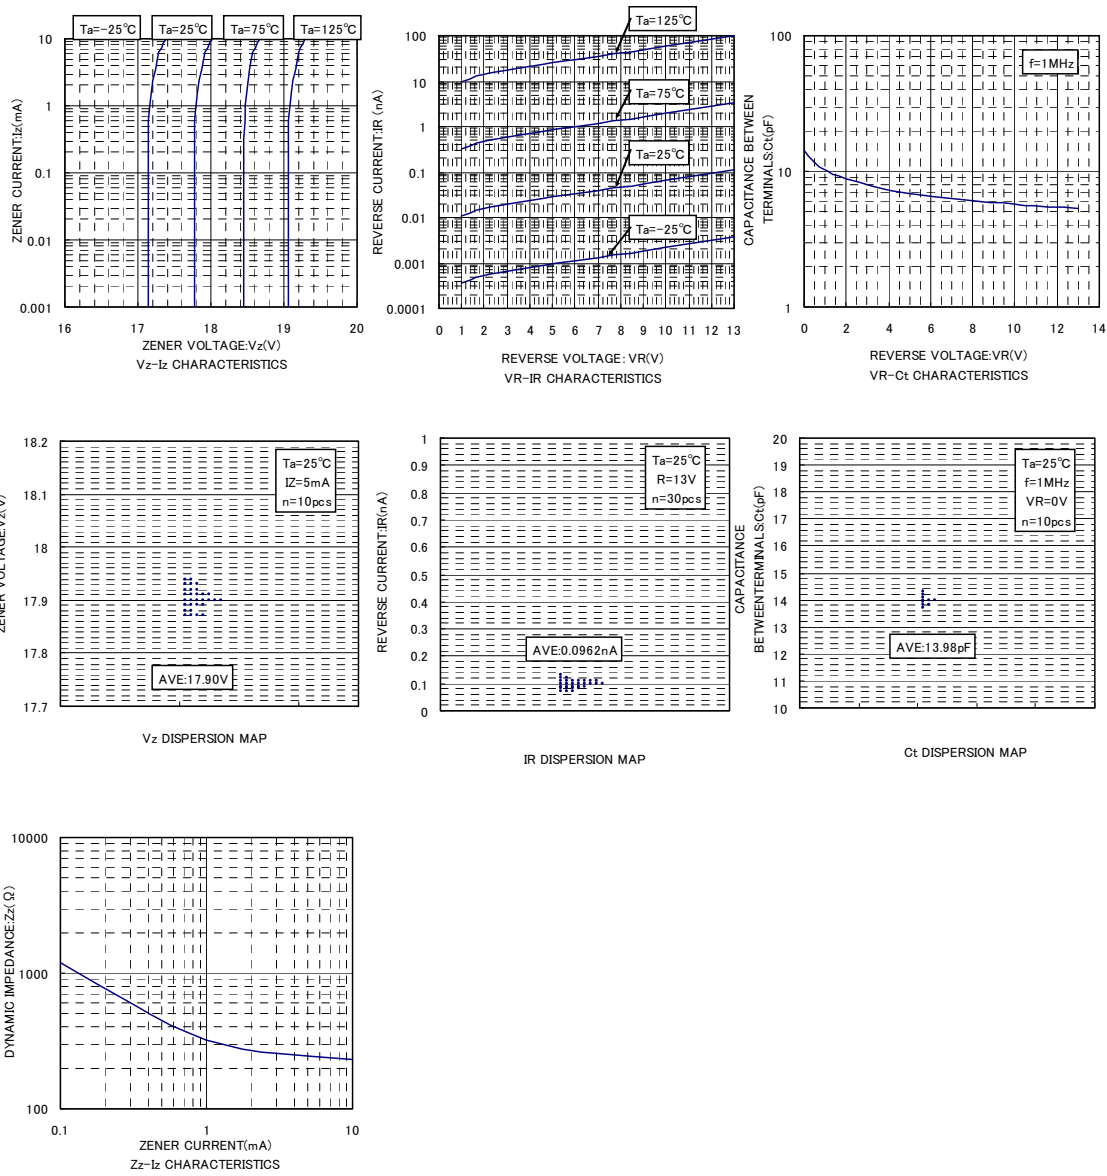 Ta=-25℃ Ta=25℃ Ta=75℃ Ta=125℃
ZENER CURRENT:Iz(mA)
10
1
0.1
0.01
0.001
16 17 18 19 20
ZENER VOLTAGE:Vz(V)
Vz-Iz CHARACTERISTICS
REVERSE CURRENT:IR (nA)
100
10
1
0.1
0.01
0.001
0.0001
Ta=125℃
Ta=75℃
Ta=25℃
Ta=-25℃
0 1 2 3 4 5 6 7 8 9 10 11 12 13
REVERSE VOLTAGE: VR(V)
VR-IR CHARACTERISTICS
CAPACITANCE BETWEEN
TERMINALS:Ct(pF)
100
10
1
f=1MHz
0 2 4 6 8 10 12 14
REVERSE VOLTAGE:VR(V)
VR-Ct CHARACTERISTICS
ZENER VOLTAGE:Vz(V)
18.2
18.1
18
17.9
17.8
17.7
Ta=25℃
IZ=5mA
n=10pcs
AVE:17.90V
Vz DISPERSION MAP
REVERSE CURRENT:IR(nA)
1
0.9
0.8
0.7
0.6
0.5
0.4
0.3
0.2
0.1
0
Ta=25℃
R=13V
n=30pcs
AVE:0.0962nA
IR DISPERSION MAP
CAPACITANCE
BETWEENTERMINALS:Ct(pF)
20
19
18
17
16
15
14
13
12
11
10
Ta=25℃
f=1MHz
VR=0V
n=10pcs
AVE:13.98pF
Ct DISPERSION MAP
DYNAMIC IMPEDANCE:Zz(Ω)
10000
1000
100
0.1 1 10
ZENER CURRENT(mA)
Zz-Iz CHARACTERISTICS